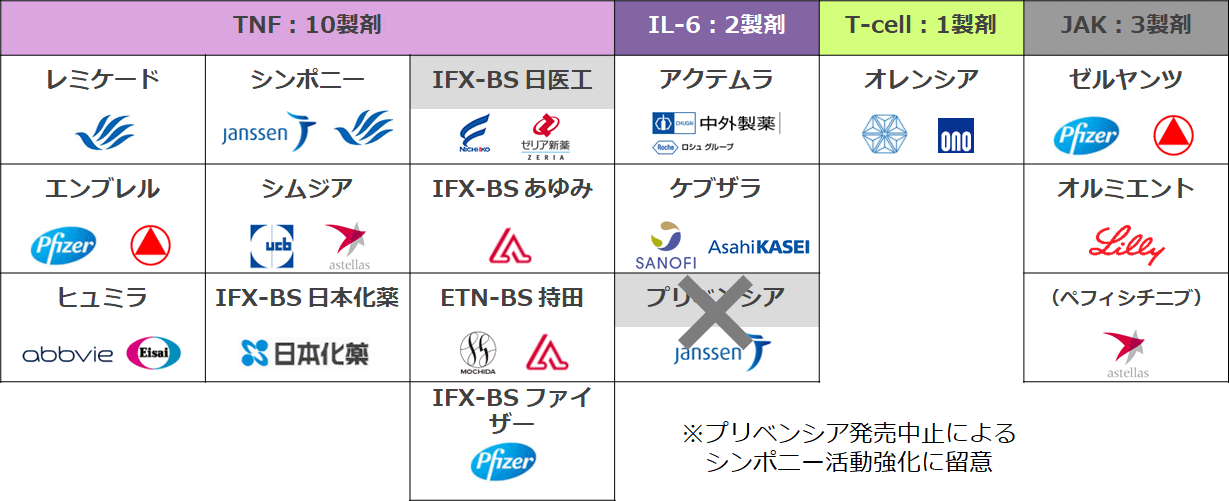 TNF：10製剤
IL-6：2製剤
T-cell：1製剤
JAK：3製剤
レミケード
シンポニー
janssen
IFX-BS 日医工
NICHIIKO
ゼリア新薬
ZERIA
アクテムラ
CHUGAI 中外製薬
Roche ロシュ グループ
オレンシア
ono
ゼルヤンツ
Pfizer
エンブレル
Pfizer
シムジア
ucb
astellas
IFX-BS あゆみ
ケブザラ
SANOFI
AsahiKASEI
オルミエント
Lilly
ヒュミラ
abbvie
Eisai
IFX-BS 日本化薬
日本化薬
ETN-BS 持田
MOCHIDA
プリベンシア
janssen
（ペフィシチニブ）
astellas
IFX-BS ファイ
ザー
Pfizer
※プリベンシア発売中止による
シンポニー活動強化に留意